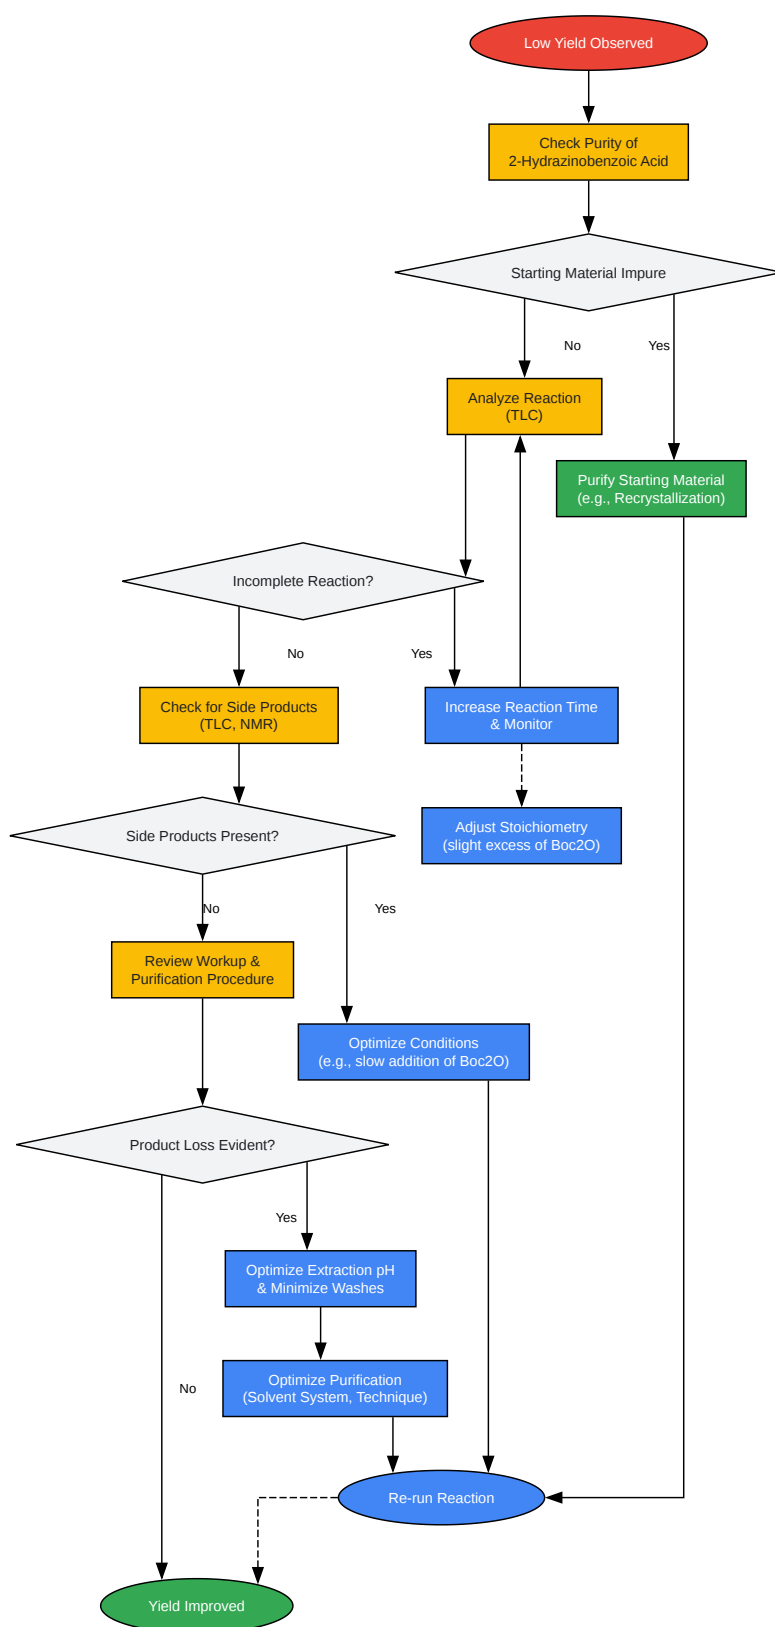 Low Yield Observed
Check Purity of
2-Hydrazinobenzoic Acid
Starting Material Impure
No
Yes
Analyze Reaction
(TLC)
Purify Starting Material
(e.g., Recrystallization)
Incomplete Reaction?
No
Yes
Check for Side Products
(TLC, NMR)
Increase Reaction Time
& Monitor
Side Products Present?
Adjust Stoichiometry
(slight excess of Boc2O)
No
Yes
Review Workup &
Purification Procedure
Optimize Conditions
(e.g., slow addition of Boc2O)
Product Loss Evident?
Yes
Optimize Extraction pH
& Minimize Washes
No
Optimize Purification
(Solvent System, Technique)
Re-run Reaction
Yield Improved